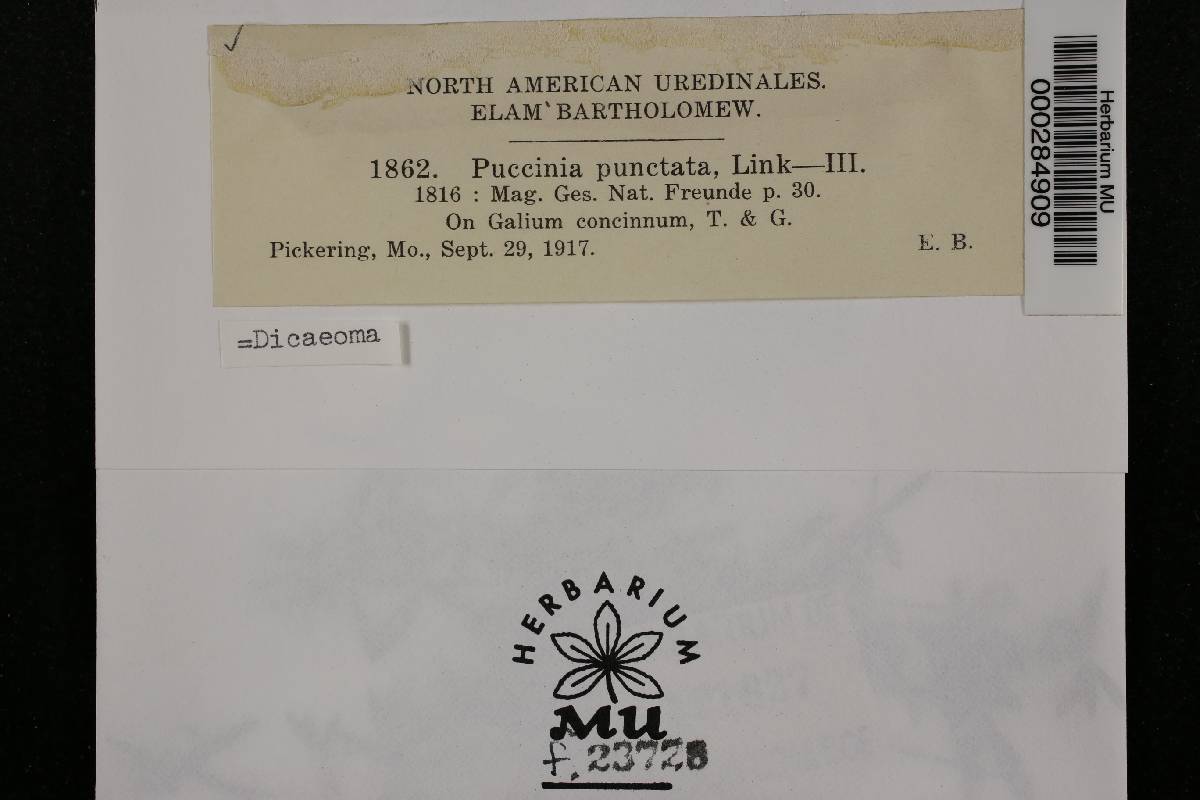 NORTH AMERICAN UREDINALES.
ELAM BARTHOLOMEW.
1862. Puccinia punctata, Link—III.
1816 : Mag. Ges. Nat. Freunde p. 30.
On Galium concinnum, T. & G.
Pickering, Mo., Sept. 29, 1917. E. B.
Herbarium MU
000284909
=Dicaeoma
HERBARIUM
MU
f. 23728